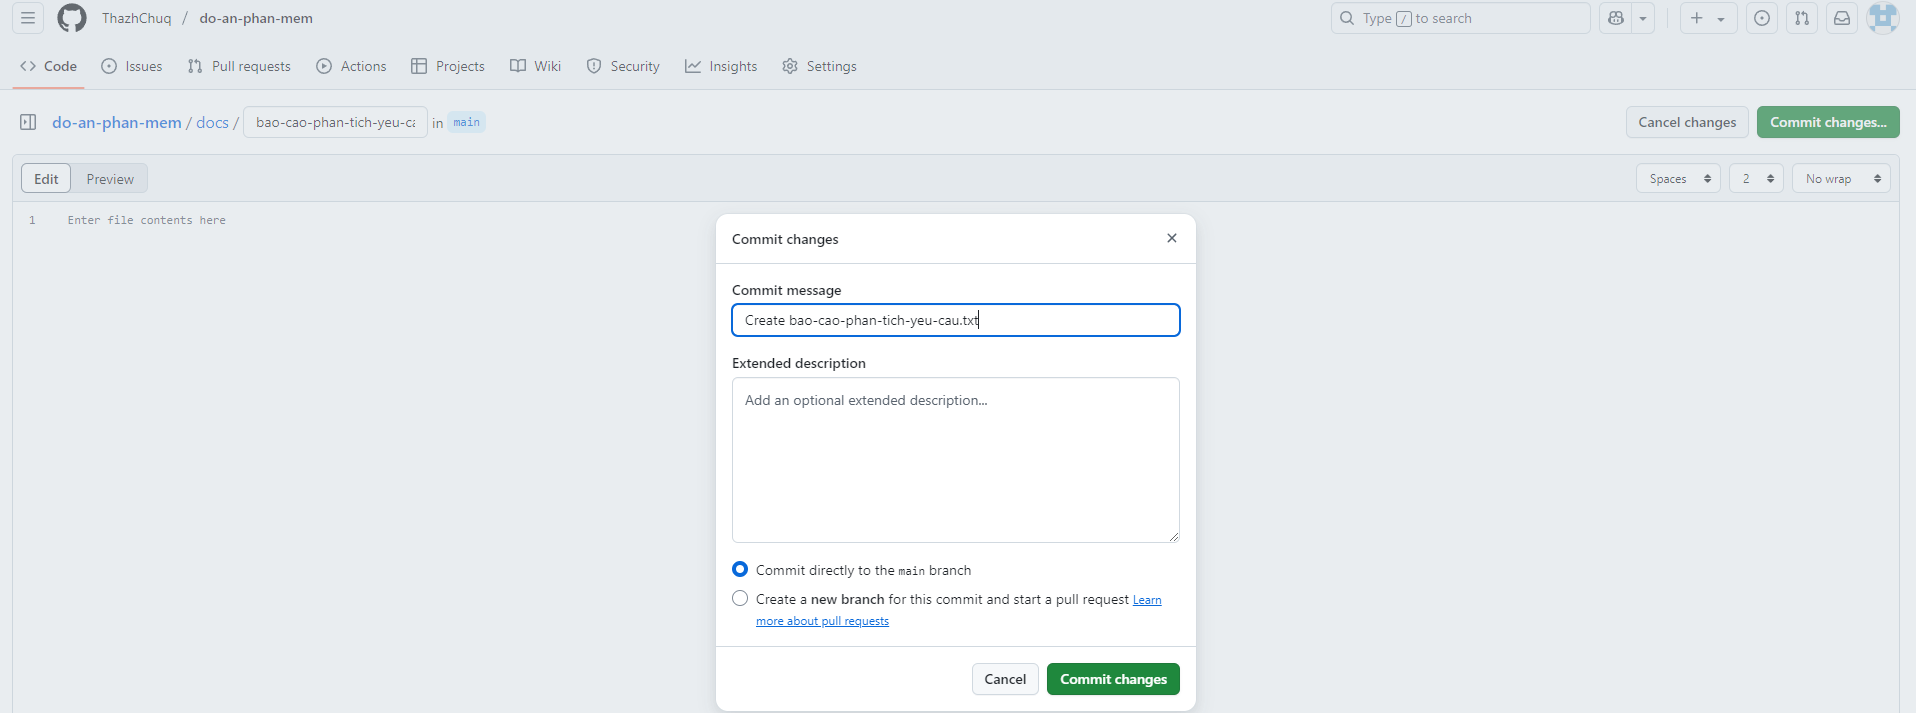 ThazhChuq / do-an-phan-mem
Type / to search
Code Issues Pull requests Actions Projects Wiki Security Insights Settings
do-an-phan-mem / docs / bao-cao-phan-tich-yeu-ca in main
Cancel changes Commit changes...
Edit Preview
Spaces 2 No wrap
1 Enter file contents here
Commit changes
Commit message
Create bao-cao-phan-tich-yeu-cau.txt
Extended description
Add an optional extended description...
Commit directly to the main branch
Create a new branch for this commit and start a pull request Learn
more about pull requests
Cancel Commit changes